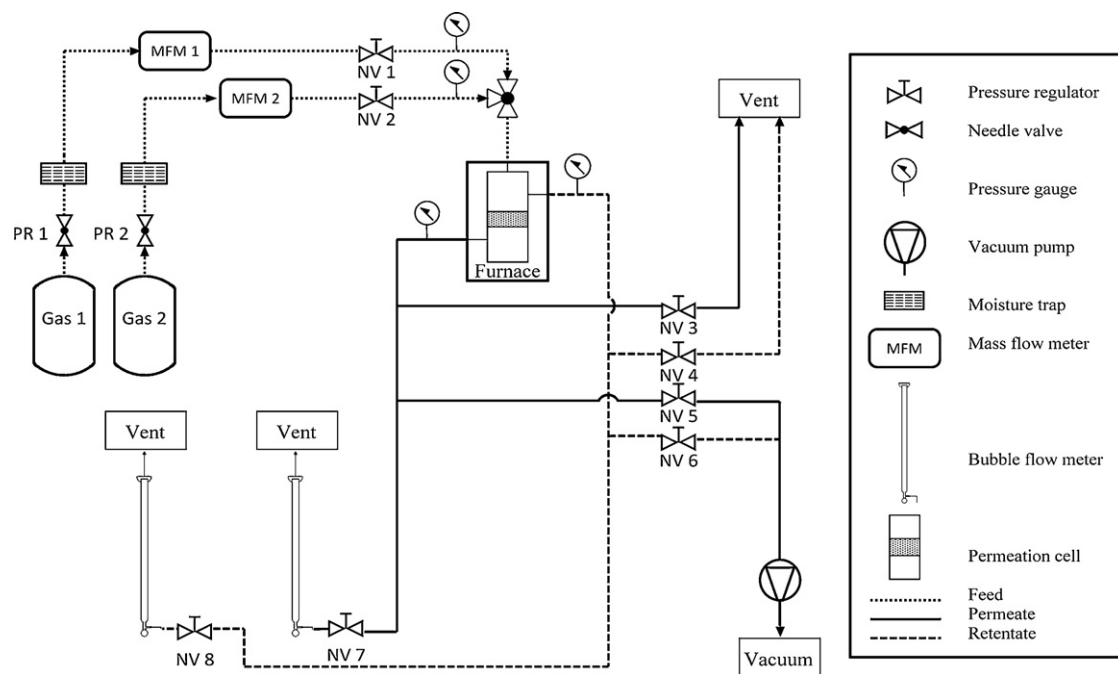 MFM 1
NV 1
MFM 2
NV 2
PR 1
PR 2
Gas 1
Gas 2
Furnace
Vent
NV 3
NV 4
NV 5
NV 6
Vent
Vent
NV 8
NV 7
Vacuum
Pressure regulator
Needle valve
Pressure gauge
Vacuum pump
Moisture trap
MFM
Mass flow meter
Bubble flow meter
Permeation cell
Feed
Permeate
Retentate